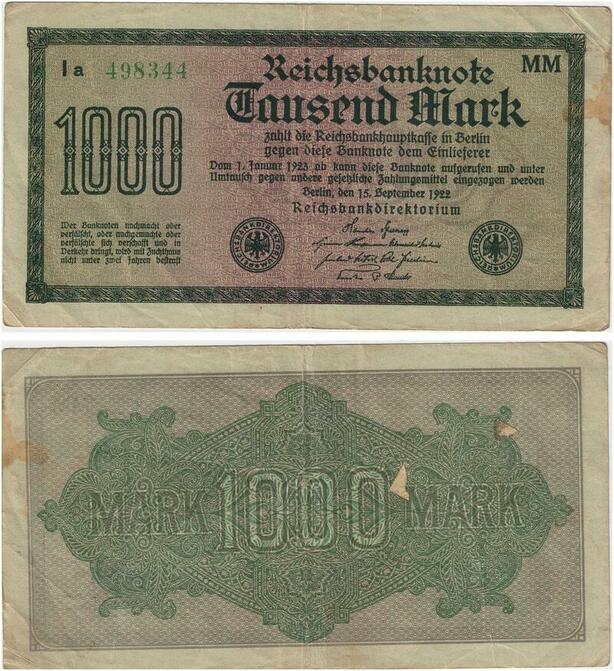 Ia 498344
Reichsbanknote
MM
Tausend Mark
1000
zahlt die Reichsbankhauptkasse in Berlin
gegen diese Banknote dem Einlieferer
Vom 1. Januar 1923 ab kann diese Banknote aufgerufen und unter
Umtausch gegen andere gesetzliche Zahlungsmittel eingezogen werden
Berlin, den 15. September 1922
Reichsbankdirektorium
Wer Banknoten nachmacht oder
verfälscht, oder nachgemachte oder
verfälschte sich verschafft und in
Verkehr bringt, wird mit Zuchthaus
nicht unter zwei Jahren bestraft
REICHSBANKDIREKTORIUM
REICHSBANKDIREKTORIUM
MARK 1000 MARK